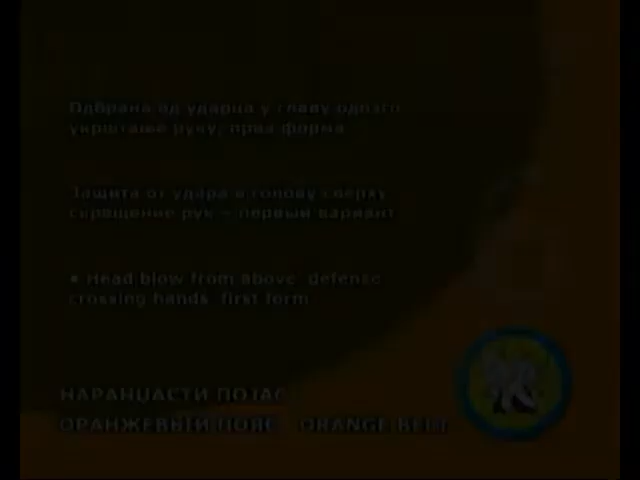 Одбрана од ударца у главу одозго
укрштање руку, прва форма
Защита от удара в голову сверху
скрещение рук – первый вариант
• Head blow from above defense
crossing hands first form
НАРАНЏАСТИ ПОЈАС
ОРАНЖЕВЫЙ ПОЯС ORANGE BELT